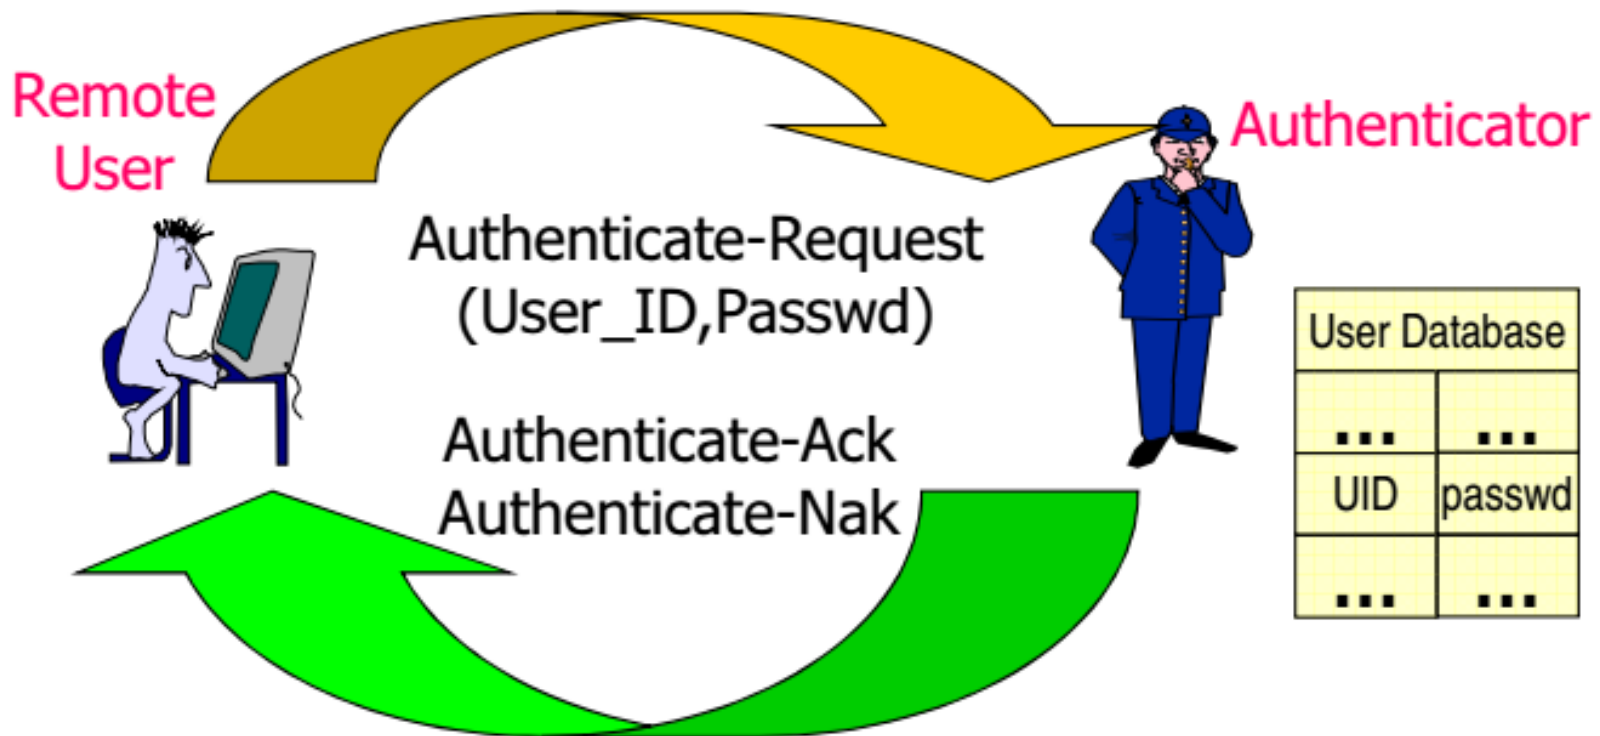 Remote
User
Authenticator
Authenticate-Request
(User_ID,Passwd)
Authenticate-Ack
Authenticate-Nak
User Database
... ...
UID passwd
... ...